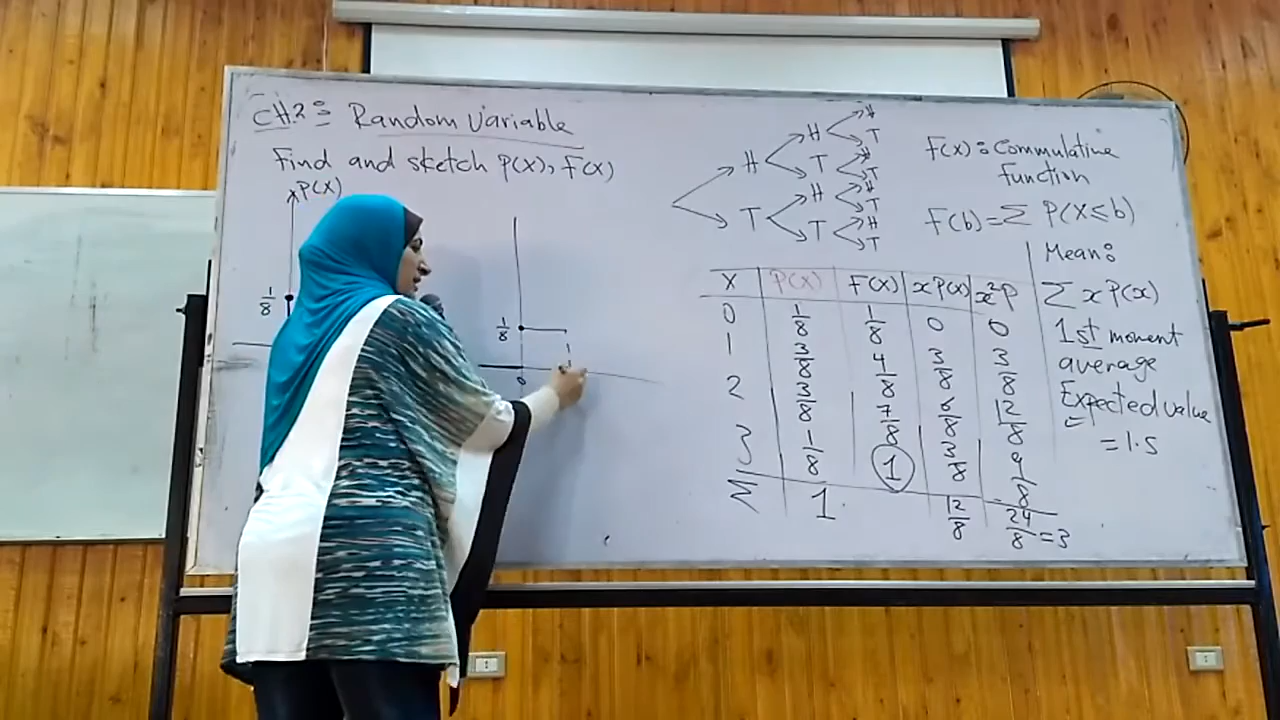 CH2: Random Variable
Find and sketch P(X), F(X)
P(X)
1/8
1/8
0
H
T
H
T
H
T
H
T
H
T
H
T
H
T
F(X): Commulative
Function
F(b) = Σ P(X≤b)
X P(X) F(X) xP(x) x²P
0 1/8 1/8 0 0
1 3/8 4/8 3/8 3/8
2 3/8 7/8 6/8 12/8
3 1/8 1 3/8 9/8
Σ 1 12/8 24/8 = 3
Mean:
Σ x P(x)
1st moment
average
Expected value
= 1.5